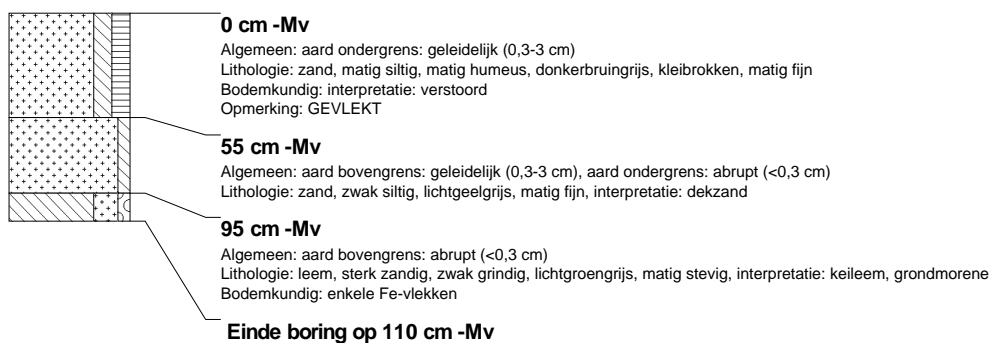 0 cm -Mv
Algemeen: aard ondergrens: geleidelijk (0,3-3 cm)
Lithologie: zand, matig siltig, matig humeus, donkerbruingrijs, kleibrokken, matig fijn
Bodemkundig: interpretatie: verstoord
Opmerking: GEVLEKT
55 cm -Mv
Algemeen: aard bovengrens: geleidelijk (0,3-3 cm), aard ondergrens: abrupt (<0,3 cm)
Lithologie: zand, zwak siltig, lichtgeelgrijs, matig fijn, interpretatie: dekzand
95 cm -Mv
Algemeen: aard bovengrens: abrupt (<0,3 cm)
Lithologie: leem, sterk zandig, zwak grindig, lichtgroengrijs, matig stevig, interpretatie: keileem, grondmorene
Bodemkundig: enkele Fe-vlekken
Einde boring op 110 cm -Mv